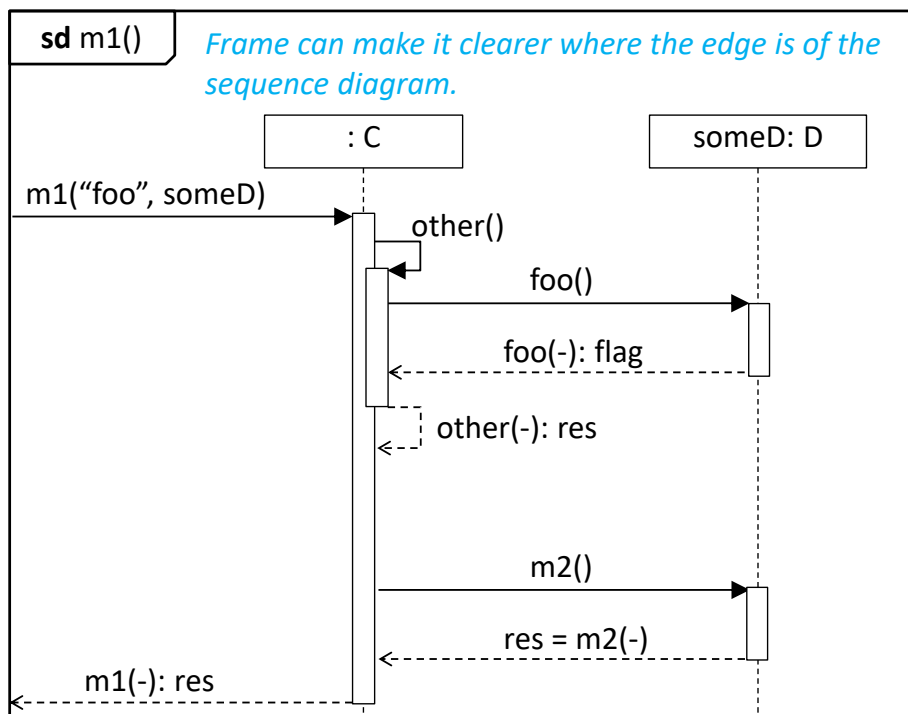 sd m1()
Frame can make it clearer where the edge is of the
sequence diagram.
: C
someD: D
m1(“foo”, someD)
other()
foo()
foo(-): flag
other(-): res
m2()
res = m2(-)
m1(-): res